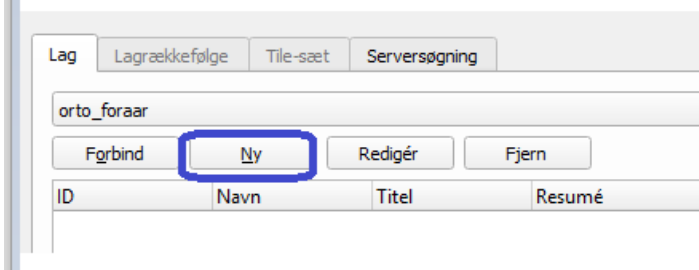 Lag Lagrækkefølge Tile-sæt Serversøgning
orto_foraar
Forbind Ny Redigér Fjern
ID Navn Titel Resumé